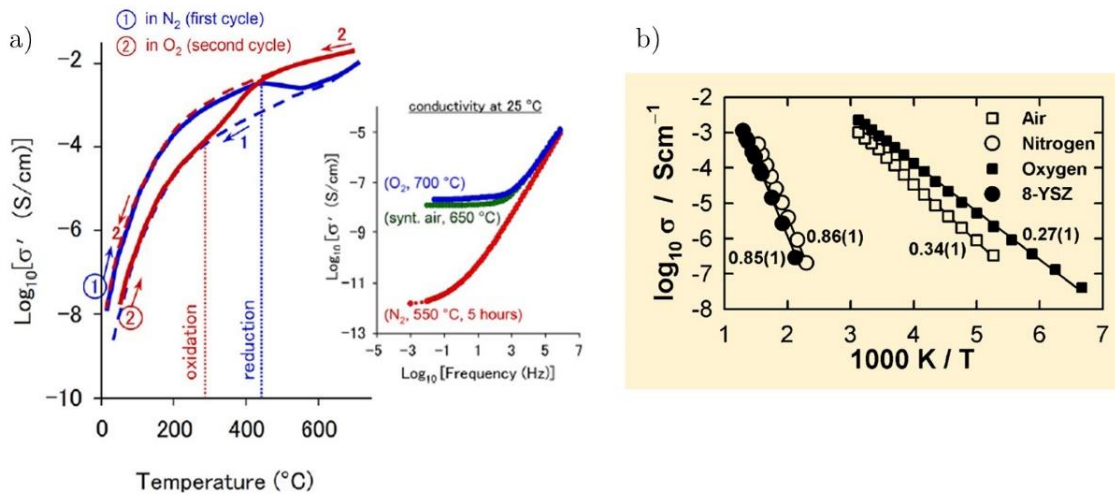 a)
① in N₂ (first cycle)
② in O₂ (second cycle)
2
-2
-4
-6
-8
-10
Log₁₀[σ′ (S/cm)]
2
1
1
2
oxidation
reduction
0
200
400
600
Temperature (°C)
conductivity at 25 °C
-5
-7
-9
-11
-13
Log₁₀[σ′ (S/cm)]
(O₂, 700 °C)
(synt. air, 650 °C)
(N₂, 550 °C, 5 hours)
-5 -3 -1 1 3 5 7
Log₁₀[Frequency (Hz)]
b)
-2
-3
-4
-5
-6
-7
-8
log₁₀ σ / Scm⁻¹
Air
Nitrogen
Oxygen
8-YSZ
0.85(1)
0.86(1)
0.34(1)
0.27(1)
1 2 3 4 5 6 7
1000 K / T